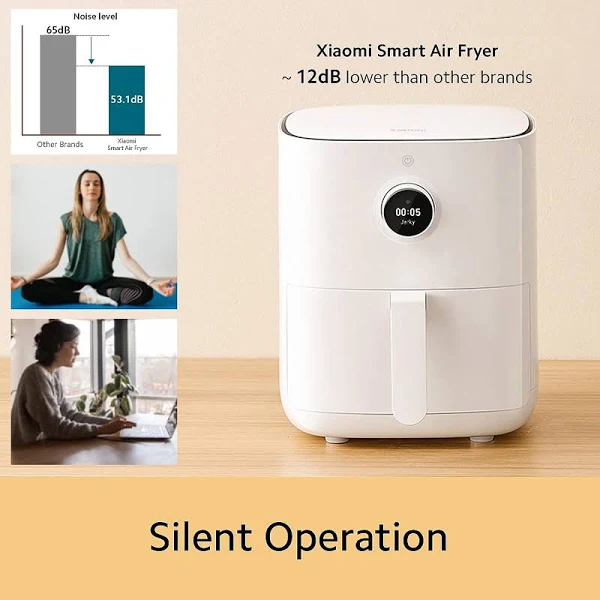 Noise level
65dB
53.1dB
Other Brands
Xiaomi
Smart Air Fryer
Xiaomi Smart Air Fryer
~ 12dB lower than other brands
00:05
Jerky
Silent Operation